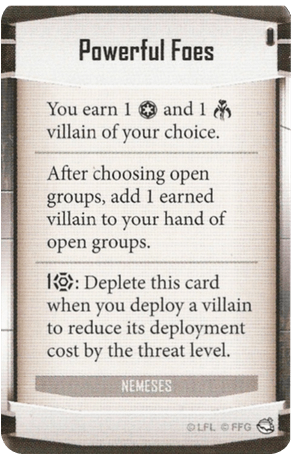 Powerful Foes
You earn 1 and 1
villain of your choice.
After choosing open
groups, add 1 earned
villain to your hand of
open groups.
1: Deplete this card
when you deploy a villain
to reduce its deployment
cost by the threat level.
NEMESES
©LFL ©FFG